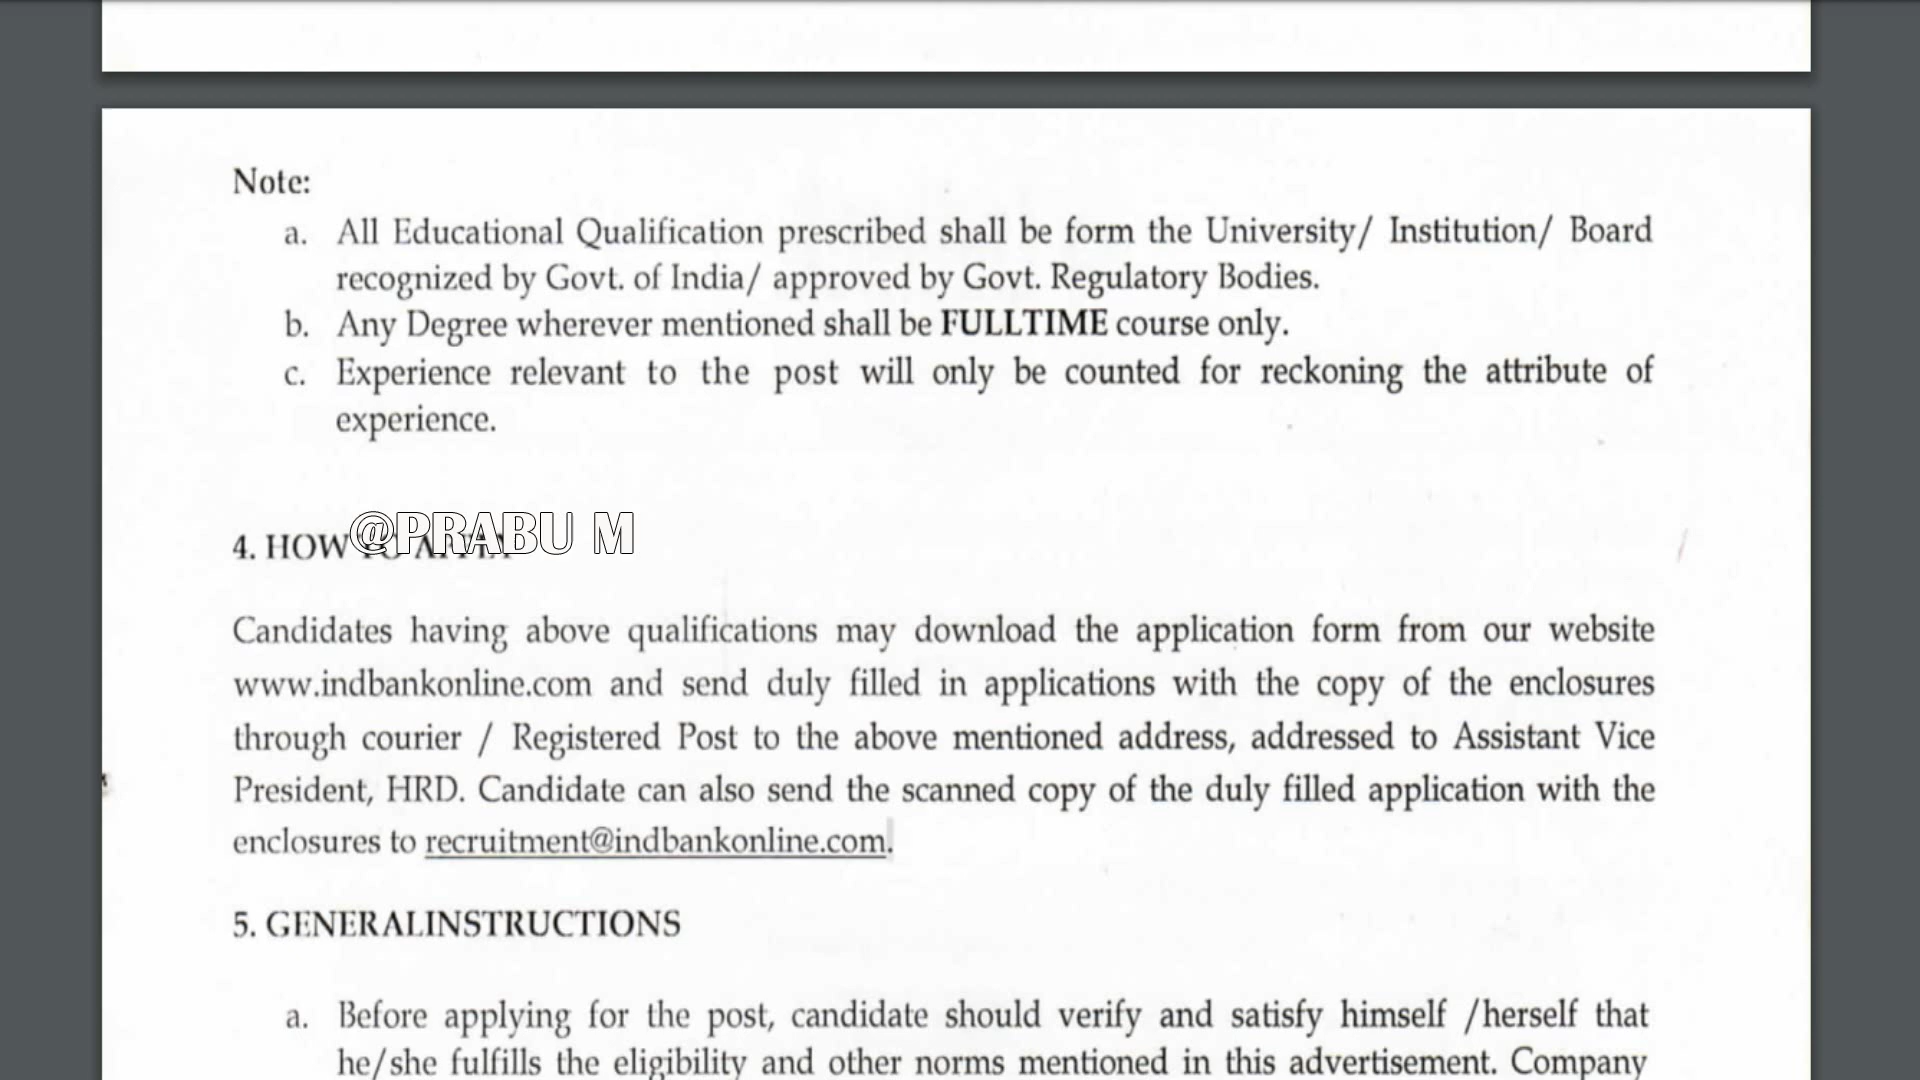 Note:
a. All Educational Qualification prescribed shall be form the University/ Institution/ Board
recognized by Govt. of India/ approved by Govt. Regulatory Bodies.
b. Any Degree wherever mentioned shall be FULLTIME course only.
c. Experience relevant to the post will only be counted for reckoning the attribute of
experience.
4. HOW
@PRABU M
Candidates having above qualifications may download the application form from our website
www.indbankonline.com and send duly filled in applications with the copy of the enclosures
through courier / Registered Post to the above mentioned address, addressed to Assistant Vice
President, HRD. Candidate can also send the scanned copy of the duly filled application with the
enclosures to recruitment@indbankonline.com.
5. GENERALINSTRUCTIONS
a. Before applying for the post, candidate should verify and satisfy himself /herself that
he/she fulfills the eligibility and other norms mentioned in this advertisement. Company